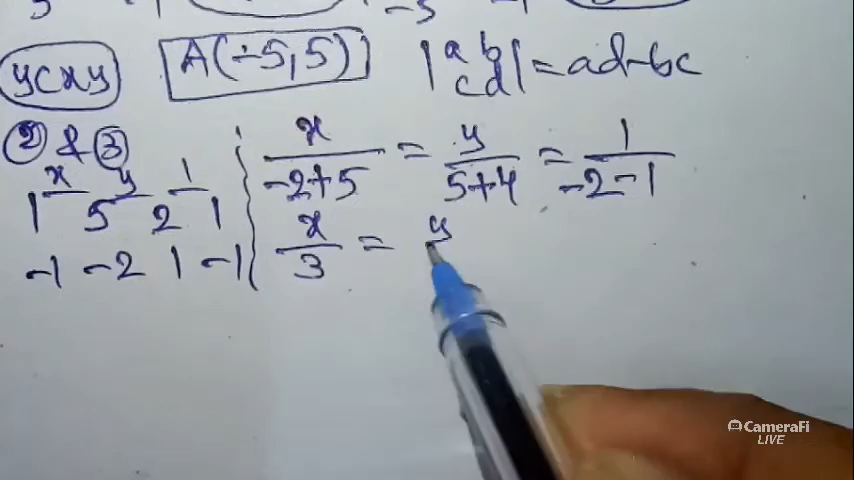 ycxy A(-5,5) |a b| = ad-bc
|c d|
② & ③ x/(-2+5) = y/(5+4) = 1/(-2-1)
x y 1
1 5 2 1
-1 -2 1 -1
x/3 = y
CameraFi
LIVE